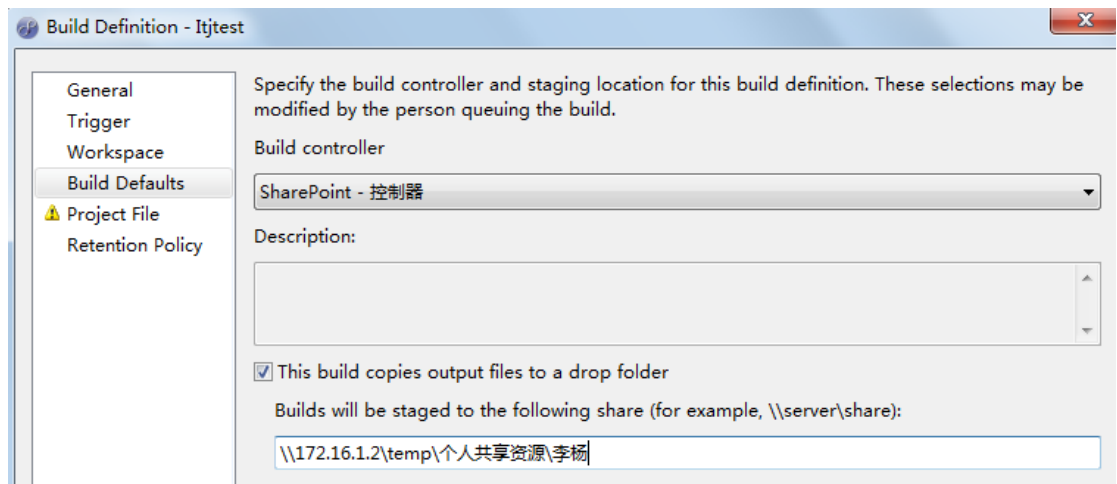 Build Definition - Itjtest
General
Trigger
Workspace
Build Defaults
Project File
Retention Policy
Specify the build controller and staging location for this build definition. These selections may be
modified by the person queuing the build.
Build controller
SharePoint - 控制器
Description:
This build copies output files to a drop folder
Builds will be staged to the following share (for example, \\server\share):
\\172.16.1.2\temp\个人共享资源\李杨